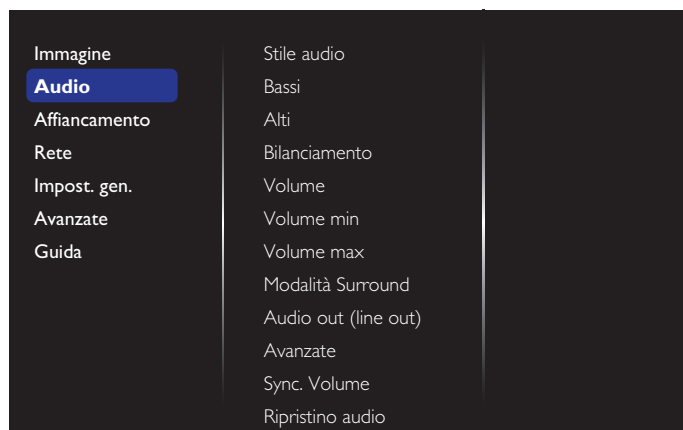 Immagine
Audio
Affiancamento
Rete
Impost. gen.
Avanzate
Guida
Stile audio
Bassi
Alti
Bilanciamento
Volume
Volume min
Volume max
Modalità Surround
Audio out (line out)
Avanzate
Sync. Volume
Ripristino audio